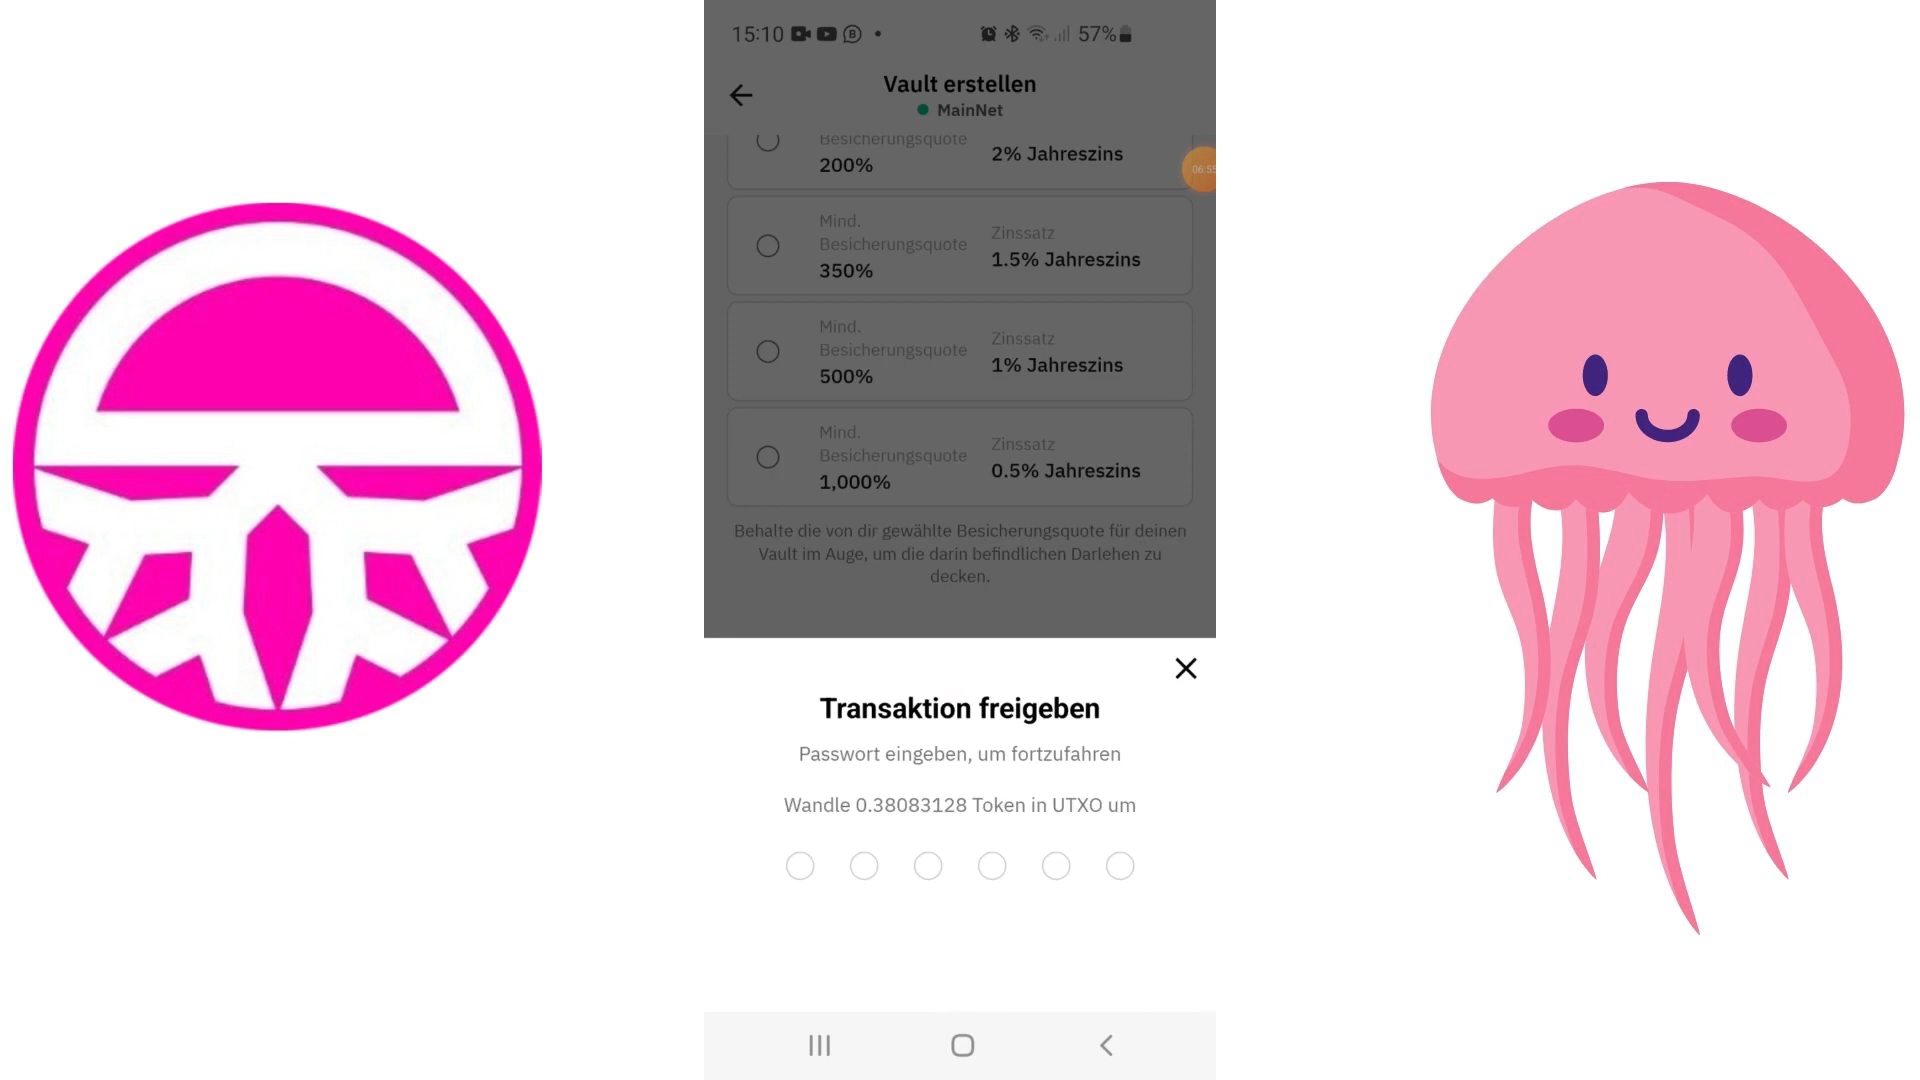 15:10
57%
Vault erstellen
MainNet
Besicherungsquote
200%
2% Jahreszins
06:55
Mind.
Besicherungsquote
350%
Zinssatz
1.5% Jahreszins
Mind.
Besicherungsquote
500%
Zinssatz
1% Jahreszins
Mind.
Besicherungsquote
1,000%
Zinssatz
0.5% Jahreszins
Behalte die von dir gewählte Besicherungsquote für deinen
Vault im Auge, um die darin befindlichen Darlehen zu
decken.
Transaktion freigeben
Passwort eingeben, um fortzufahren
Wandle 0.38083128 Token in UTXO um